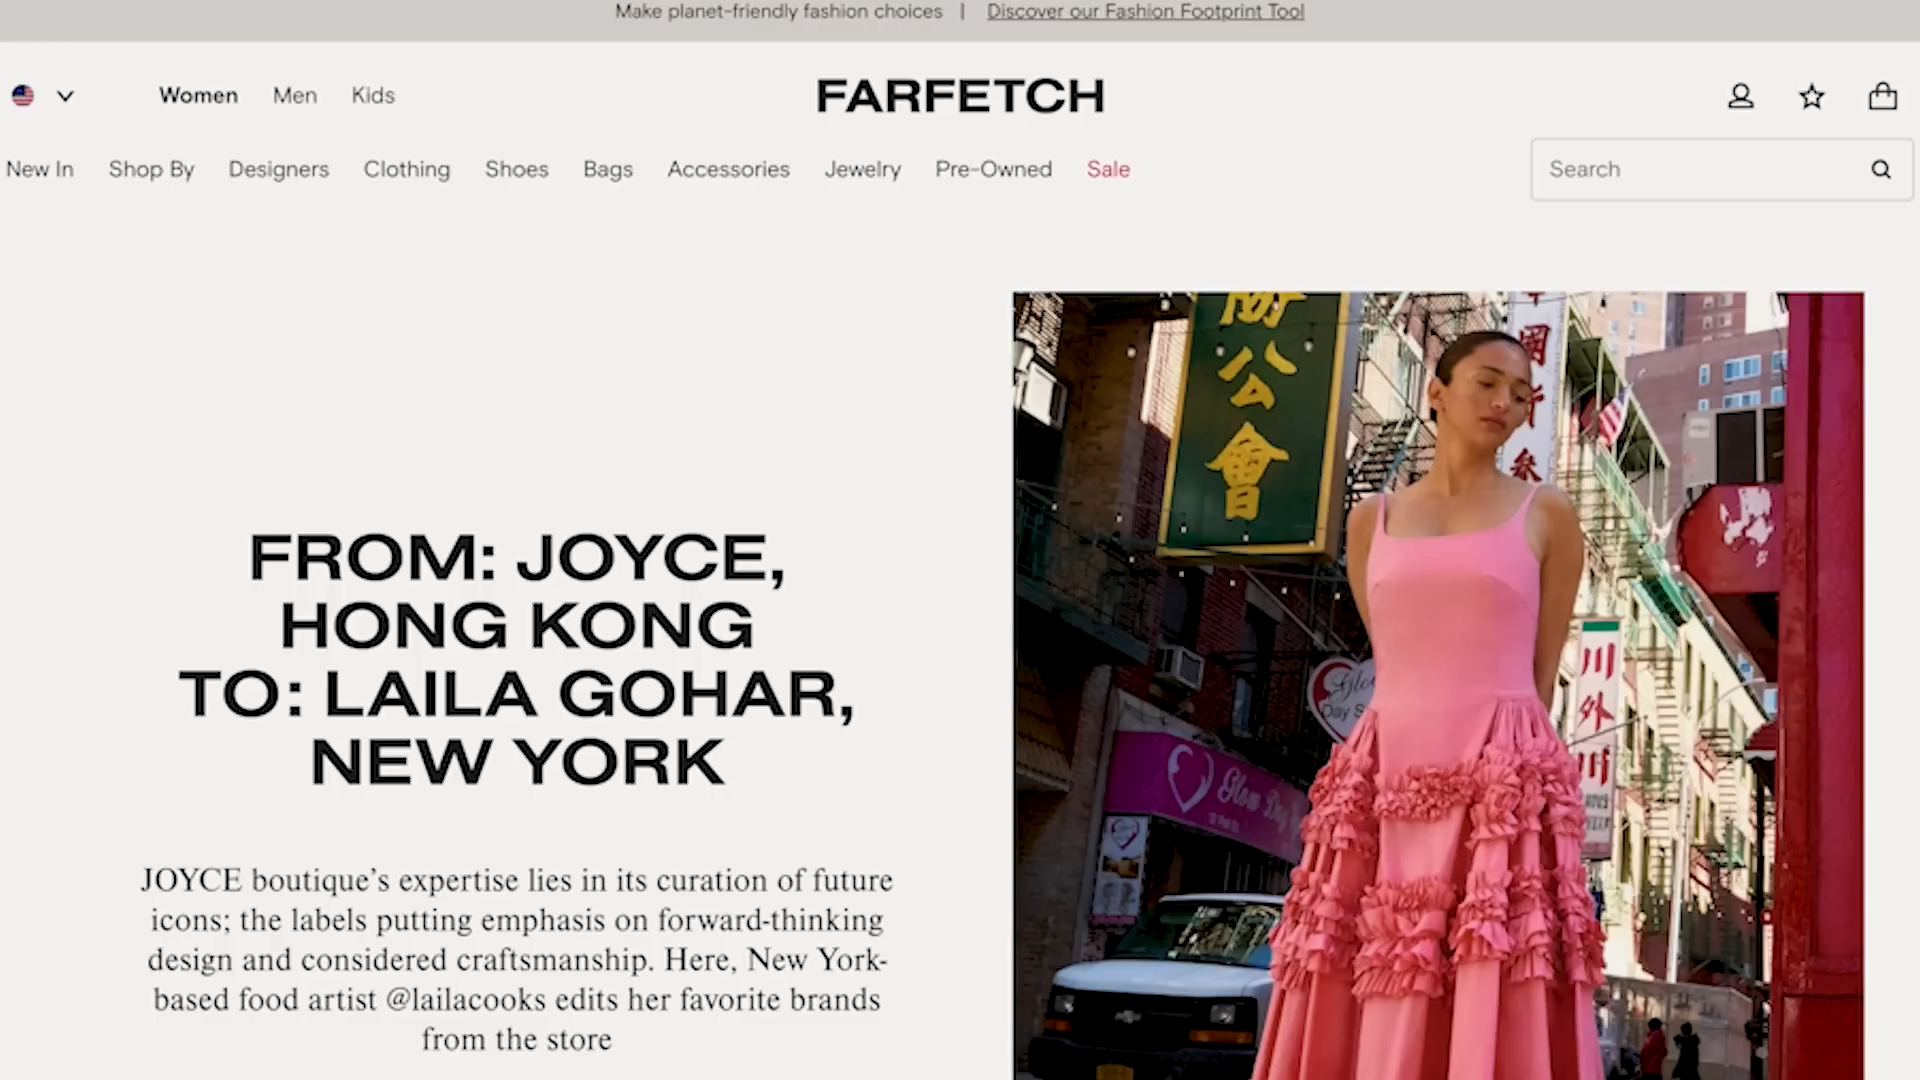 Make planet-friendly fashion choices | Discover our Fashion Footprint Tool
Women Men Kids
FARFETCH
New In Shop By Designers Clothing Shoes Bags Accessories Jewelry Pre-Owned Sale
Search
FROM: JOYCE,
HONG KONG
TO: LAILA GOHAR,
NEW YORK
JOYCE boutique’s expertise lies in its curation of future
icons; the labels putting emphasis on forward-thinking
design and considered craftsmanship. Here, New York-
based food artist @lailacooks edits her favorite brands
from the store
公
會
川
外
川
Glow Day